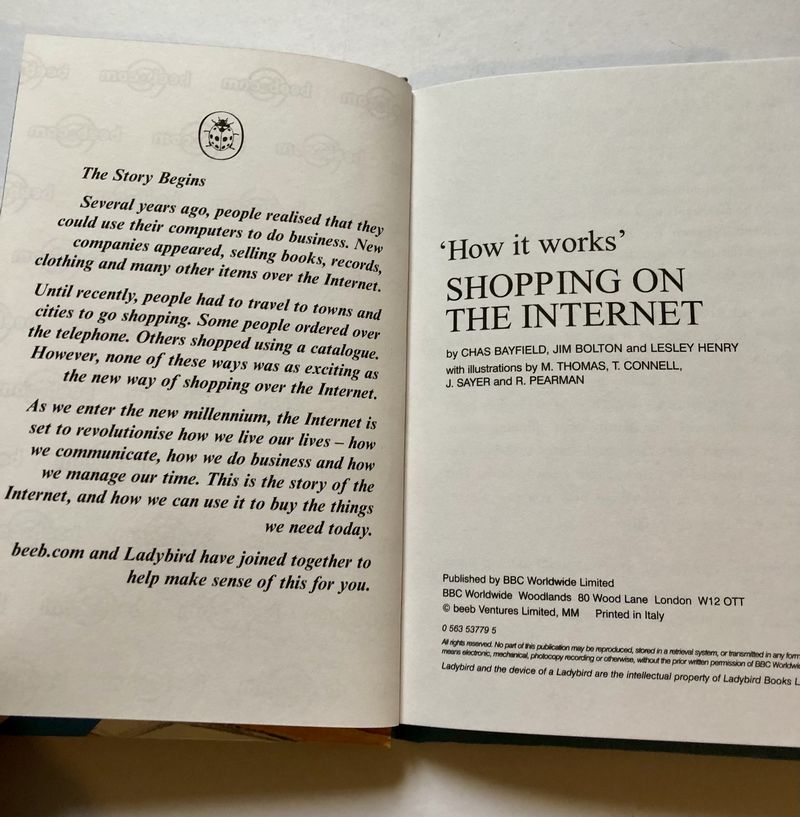 The Story Begins
Several years ago, people realised that they
could use their computers to do business. New
companies appeared, selling books, records,
clothing and many other items over the Internet.
Until recently, people had to travel to towns and
cities to go shopping. Some people ordered over
the telephone. Others shopped using a catalogue.
However, none of these ways was as exciting as
the new way of shopping over the Internet.
As we enter the new millennium, the Internet is
set to revolutionise how we live our lives – how
we communicate, how we do business and how
we manage our time. This is the story of the
Internet, and how we can use it to buy the things
we need today.
beeb.com and Ladybird have joined together to
help make sense of this for you.
‘How it works’
SHOPPING ON
THE INTERNET
by CHAS BAYFIELD, JIM BOLTON and LESLEY HENRY
with illustrations by M. THOMAS, T. CONNELL,
J. SAYER and R. PEARMAN
Published by BBC Worldwide Limited
BBC Worldwide Woodlands 80 Wood Lane London W12 OTT
© beeb Ventures Limited, MM Printed in Italy
0 563 53779 5
All rights reserved. No part of this publication may be reproduced, stored in a retrieval system, or transmitted in any form
means electronic, mechanical, photocopy recording or otherwise, without the prior written permission of BBC
Ladybird and the device of a Ladybird are the intellectual property of Ladybird Books